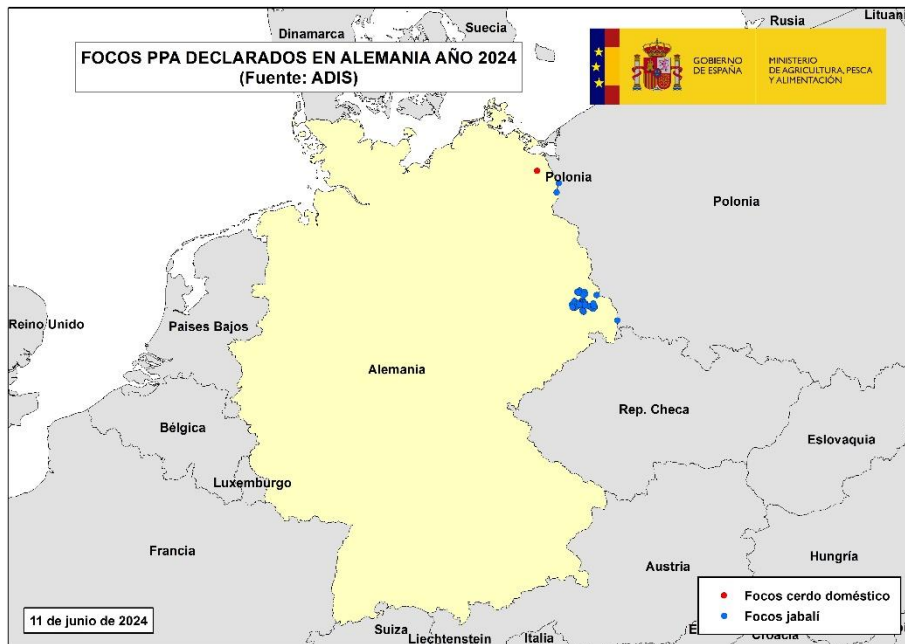 Dinamarca
Suecia
Rusia
Lituani
FOCOS PPA DECLARADOS EN ALEMANIA AÑO 2024
(Fuente: ADIS)
GOBIERNO
DE ESPAÑA
MINISTERIO
DE AGRICULTURA, PESCA
Y ALIMENTACIÓN
Polonia
Polonia
Reino Unido
Paises Bajos
Alemania
Rep. Checa
Bélgica
Eslovaquia
Luxemburgo
Francia
Austria
Hungría
11 de junio de 2024
Focos cerdo doméstico
Focos jabalí
Suiza
Liechtenstein
Italia
Croacia